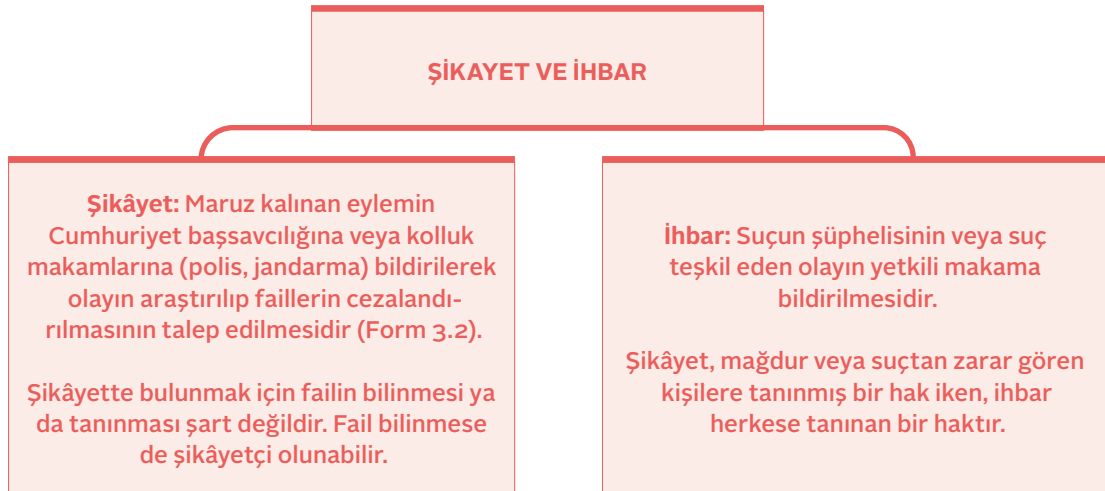 ŞİKAYET VE İHBAR
Şikâyet: Maruz kalınan eylemin
Cumhuriyet başsavcılığına veya kolluk
makamlarına (polis, jandarma) bildirilerek
olayın araştırılıp faillerin cezalandı-
rılmasının talep edilmesidir (Form 3.2).
Şikâyette bulunmak için failin bilinmesi ya
da tanınması şart değildir. Fail bilinmese
de şikâyetçi olunabilir.
İhbar: Suçun şüphelisinin veya suç
teşkil eden olayın yetkili makama
bildirilmesidir.
Şikâyet, mağdur veya suçtan zarar gören
kişilere tanınmış bir hak iken, ihbar
herkese tanınan bir haktır.